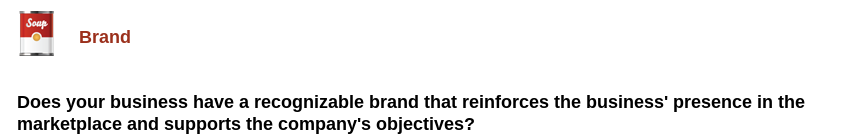 Soup
Brand
Does your business have a recognizable brand that reinforces the business' presence in the
marketplace and supports the company's objectives?